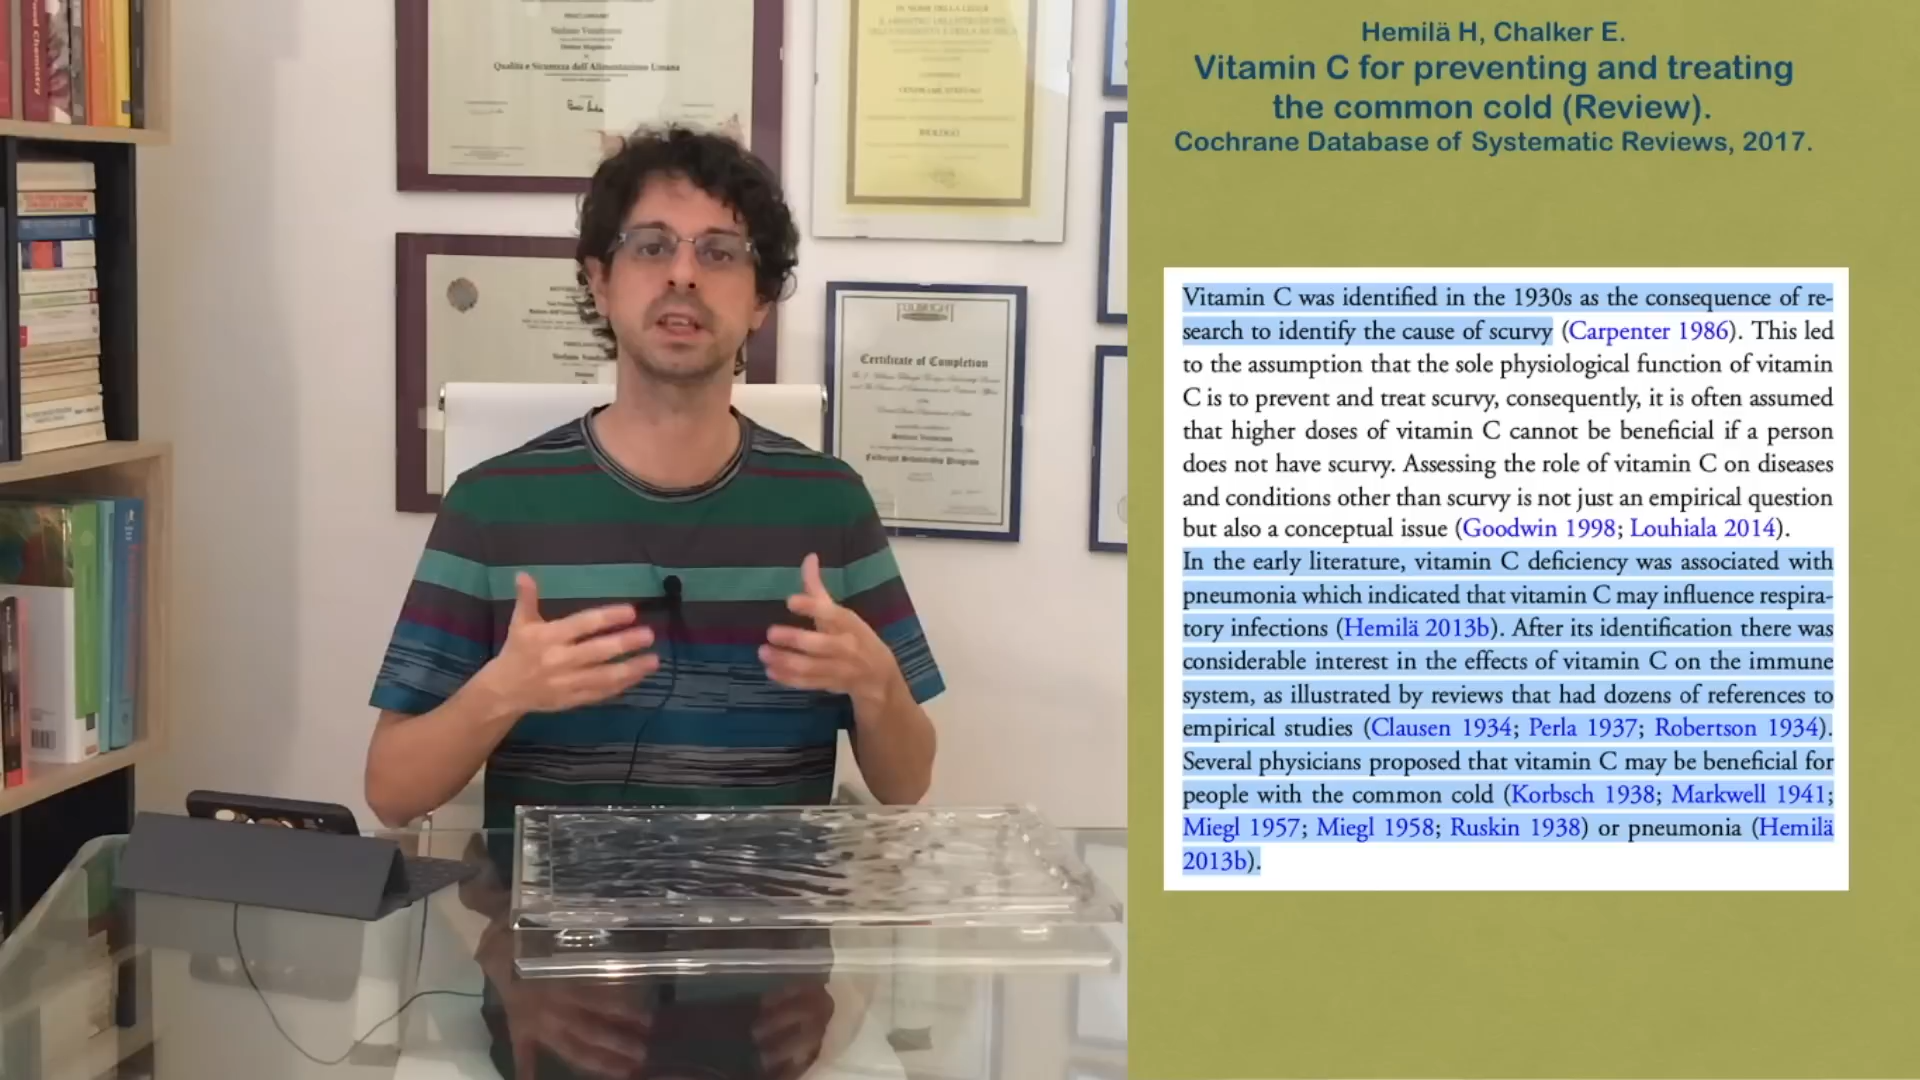 Hemilä H, Chalker E.
Vitamin C for preventing and treating
the common cold (Review).
Cochrane Database of Systematic Reviews, 2017.
Vitamin C was identified in the 1930s as the consequence of re-
search to identify the cause of scurvy (Carpenter 1986). This led
to the assumption that the sole physiological function of vitamin
C is to prevent and treat scurvy, consequently, it is often assumed
that higher doses of vitamin C cannot be beneficial if a person
does not have scurvy. Assessing the role of vitamin C on diseases
and conditions other than scurvy is not just an empirical question
but also a conceptual issue (Goodwin 1998; Louhiala 2014).
In the early literature, vitamin C deficiency was associated with
pneumonia which indicated that vitamin C may influence respira-
tory infections (Hemilä 2013b). After its identification there was
considerable interest in the effects of vitamin C on the immune
system, as illustrated by reviews that had dozens of references to
empirical studies (Clausen 1934; Perla 1937; Robertson 1934).
Several physicians proposed that vitamin C may be beneficial for
people with the common cold (Korbsch 1938; Markwell 1941;
Miegl 1957; Miegl 1958; Ruskin 1938) or pneumonia (Hemilä
2013b).
Qualità e Sicurezza dell'Alimentazione Umana
BIOLOGO
FULBRIGHT
Certificate of Completion
Fulbright Scholarship Program
Chemistry